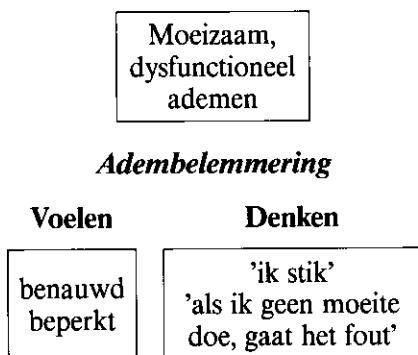 Moeizaam,
dysfunctioneel
ademen
Adembelemmering
Voelen
Denken
benauwd
beperkt
'ik stik'
'als ik geen moeite
doe, gaat het fout'